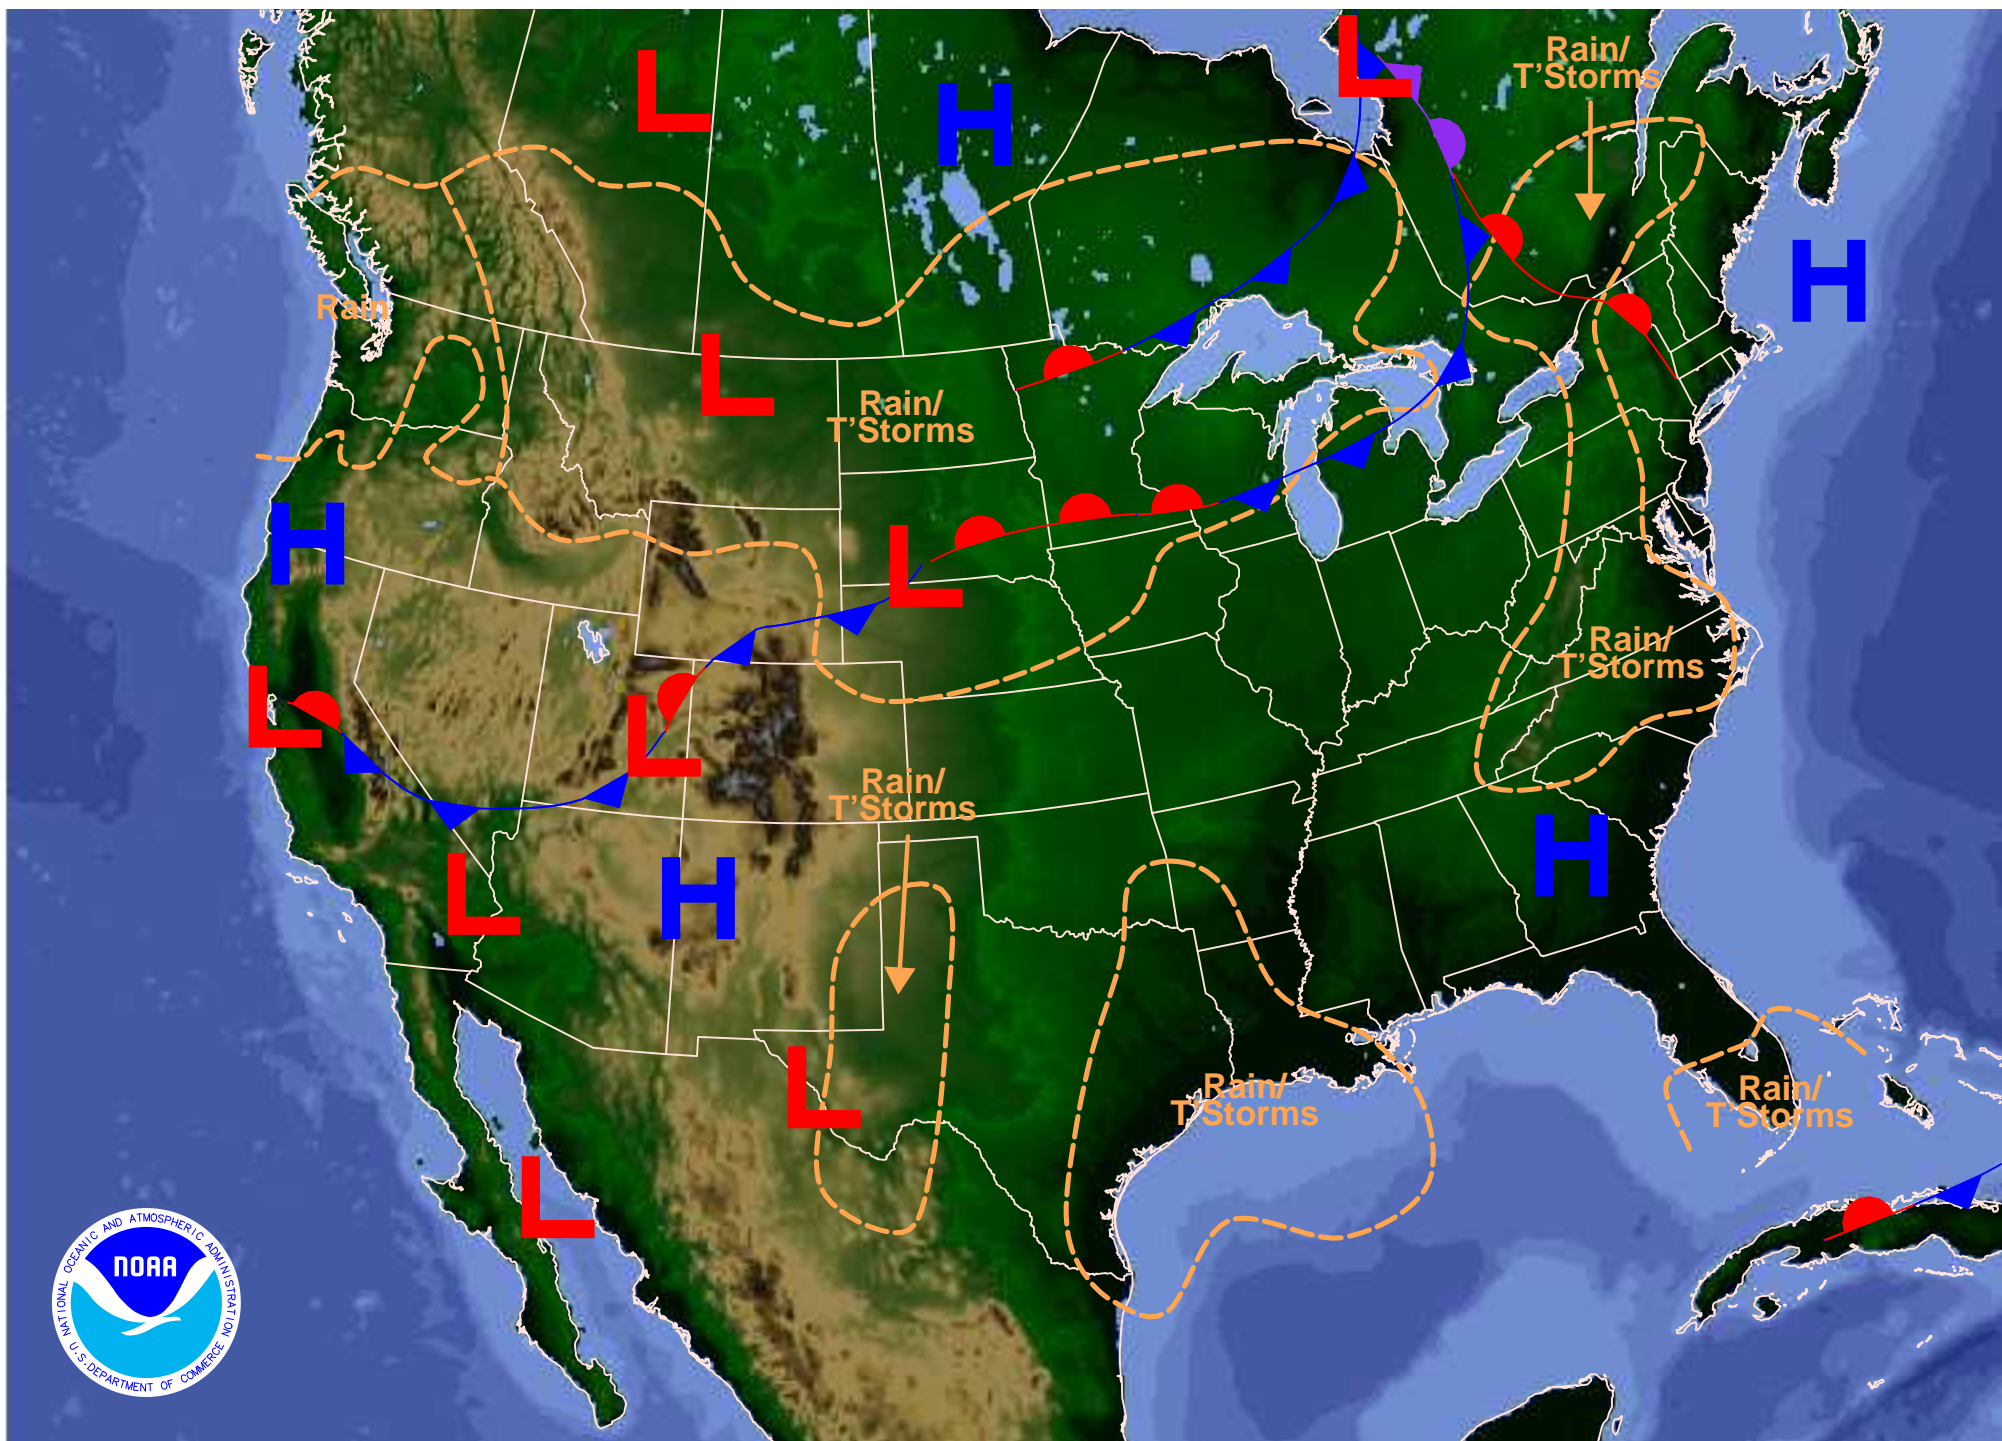 L
L
H
Rain/
T'Storms
H
Rain
L
Rain/
T'Storms
H
L
Rain/
T'Storms
L
L
Rain/
T'Storms
H
L
H
L
Rain/
T'Storms
Rain/
T'Storms
L
NATIONAL OCEANIC AND ATMOSPHERIC ADMINISTRATION
NOAA
U.S. DEPARTMENT OF COMMERCE